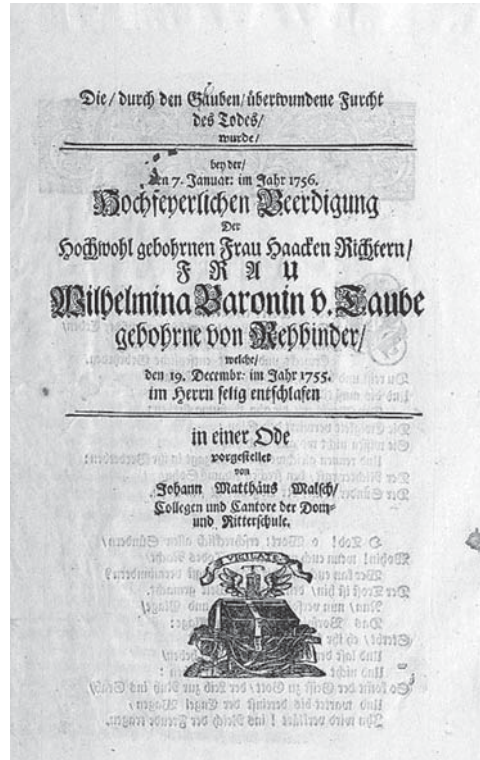 Die/ durch den Glauben/ überwundene Furcht
des Todes/
wurde/
bey der/
den 7. Januar: im Jahr 1756.
Hochfeyerlichen Beerdigung
Der
Hochwohl gebohrnen Frau Haacken Richtern/
FRAU
Wilhelmina Baronin v. Taube
gebohrne von Rehbinder/
welche/
den 19. Decembr: im Jahr 1755.
im Herrn selig entschlafen
in einer Ode
vorgestellet
von
Johann Matthäus Malsch/
Collegen und Cantore der Dom-
und Ritterschule.
VIGILATE